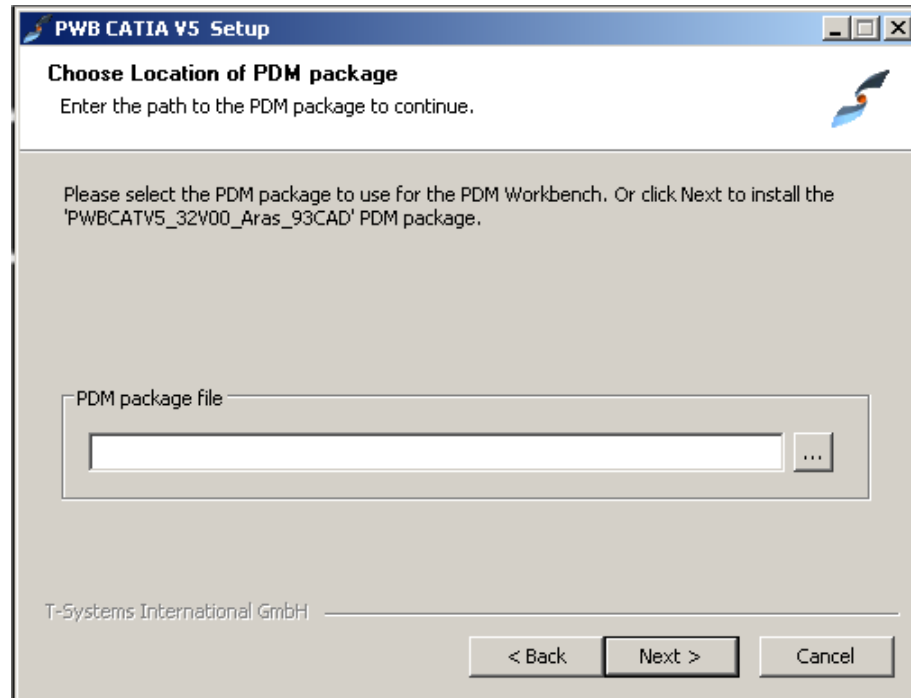 PWB CATIA V5 Setup
Choose Location of PDM package
Enter the path to the PDM package to continue.
Please select the PDM package to use for the PDM Workbench. Or click Next to install the
'PWBCATV5_32V00_Aras_93CAD' PDM package.
PDM package file
...
T-Systems International GmbH
< Back
Next >
Cancel